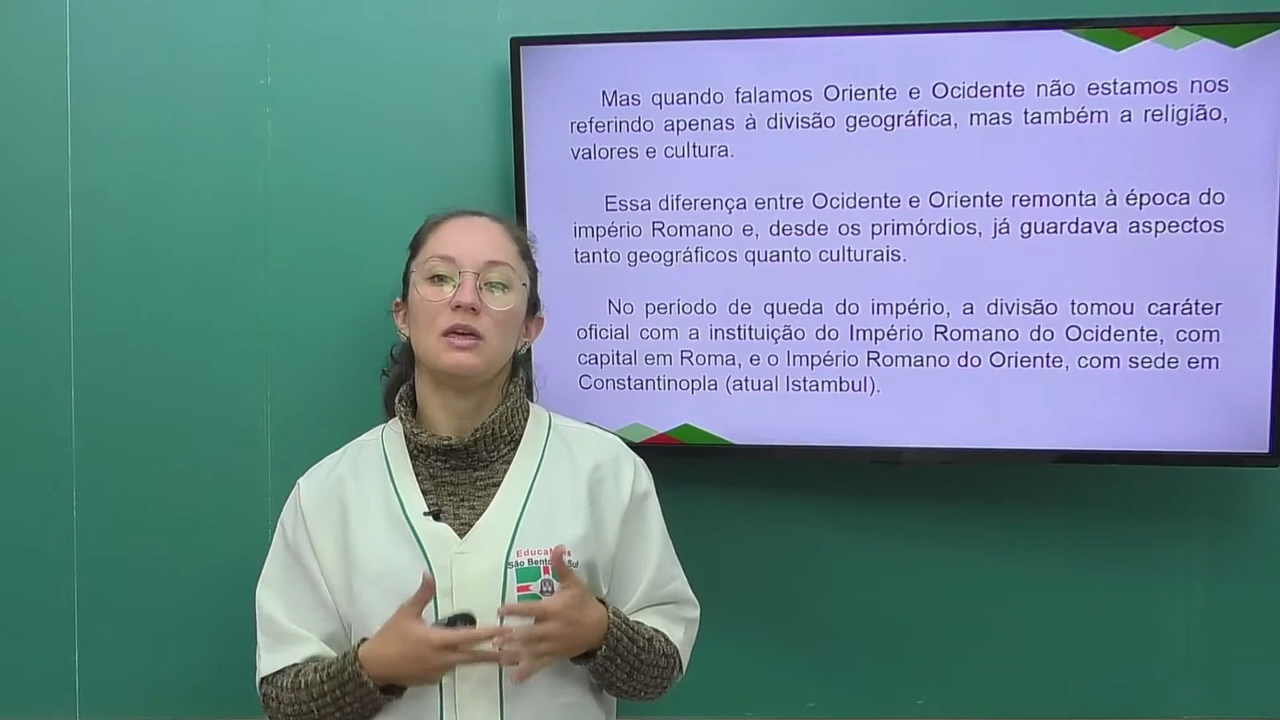 Mas quando falamos Oriente e Ocidente não estamos nos
referindo apenas à divisão geográfica, mas também a religião,
valores e cultura.
Essa diferença entre Ocidente e Oriente remonta à época do
império Romano e, desde os primórdios, já guardava aspectos
tanto geográficos quanto culturais.
No período de queda do império, a divisão tomou caráter
oficial com a instituição do Império Romano do Ocidente, com
capital em Roma, e o Império Romano do Oriente, com sede em
Constantinopla (atual Istambul).
São Sul